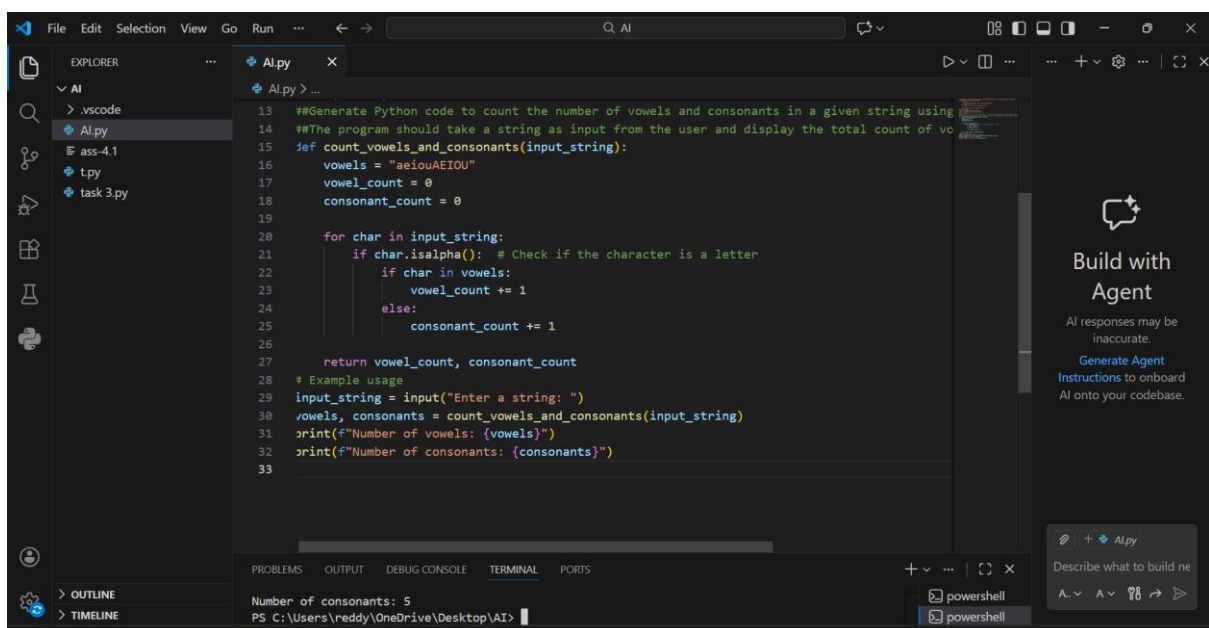 File Edit Selection View Go Run ···
AI
EXPLORER ···
AI
.vscode
AI.py
ass-4.1
t.py
task 3.py
OUTLINE
TIMELINE
AI.py
AI.py > ...
13 ##Generate Python code to count the number of vowels and consonants in a given string using
14 ##The program should take a string as input from the user and display the total count of vo
15 def count_vowels_and_consonants(input_string):
16 vowels = "aeiouAEIOU"
17 vowel_count = 0
18 consonant_count = 0
19
20 for char in input_string:
21 if char.isalpha(): # Check if the character is a letter
22 if char in vowels:
23 vowel_count += 1
24 else:
25 consonant_count += 1
26
27 return vowel_count, consonant_count
28 # Example usage
29 input_string = input("Enter a string: ")
30 vowels, consonants = count_vowels_and_consonants(input_string)
31 print(f"Number of vowels: {vowels}")
32 print(f"Number of consonants: {consonants}")
33
PROBLEMS OUTPUT DEBUG CONSOLE TERMINAL PORTS
Number of consonants: 5
PS C:\Users\reddy\OneDrive\Desktop\AI>
powershell
powershell
Build with
Agent
AI responses may be
inaccurate.
Generate Agent
Instructions to onboard
AI onto your codebase.
AI.py
Describe what to build ne
A.. A